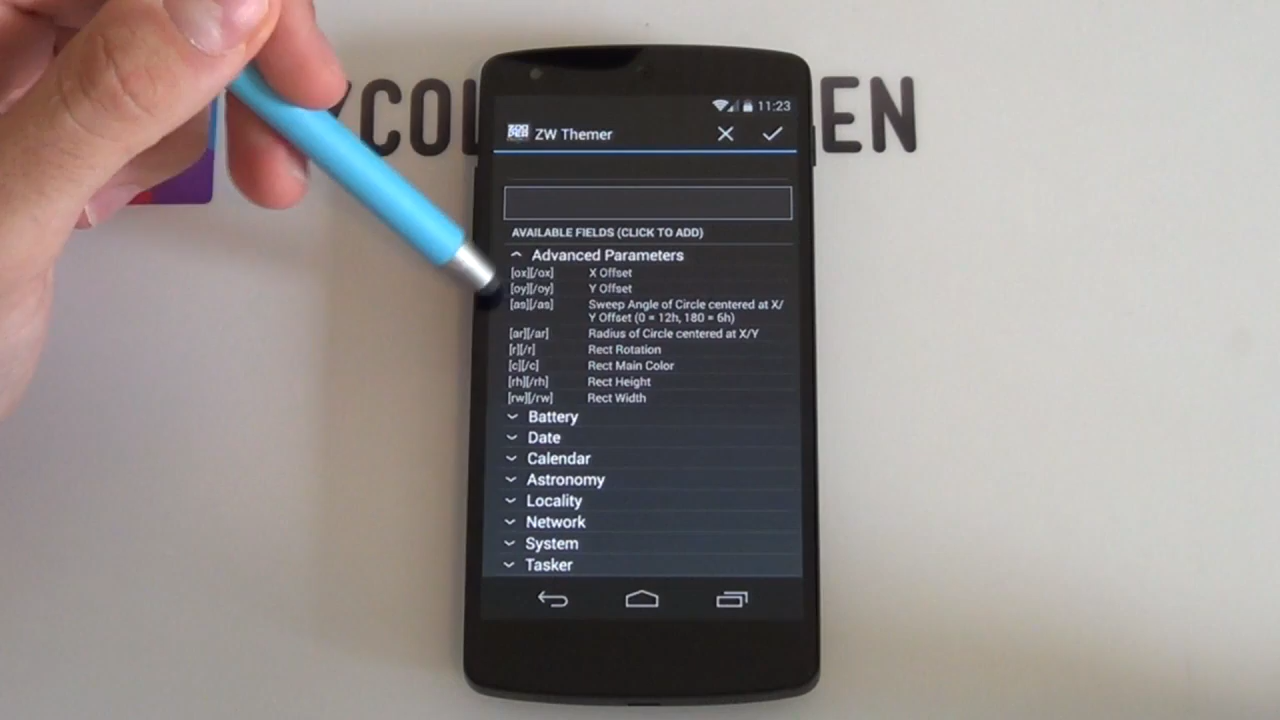 YCOL
EN
11:23
ZW Themer
AVAILABLE FIELDS (CLICK TO ADD)
Advanced Parameters
[ox][/ox] X Offset
[oy][/oy] Y Offset
[as][/as] Sweep Angle of Circle centered at X/
Y Offset (0 = 12h, 180 = 6h)
[ar][/ar] Radius of Circle centered at X/Y
[r][/r] Rect Rotation
[c][/c] Rect Main Color
[rh][/rh] Rect Height
[rw][/rw] Rect Width
Battery
Date
Calendar
Astronomy
Locality
Network
System
Tasker